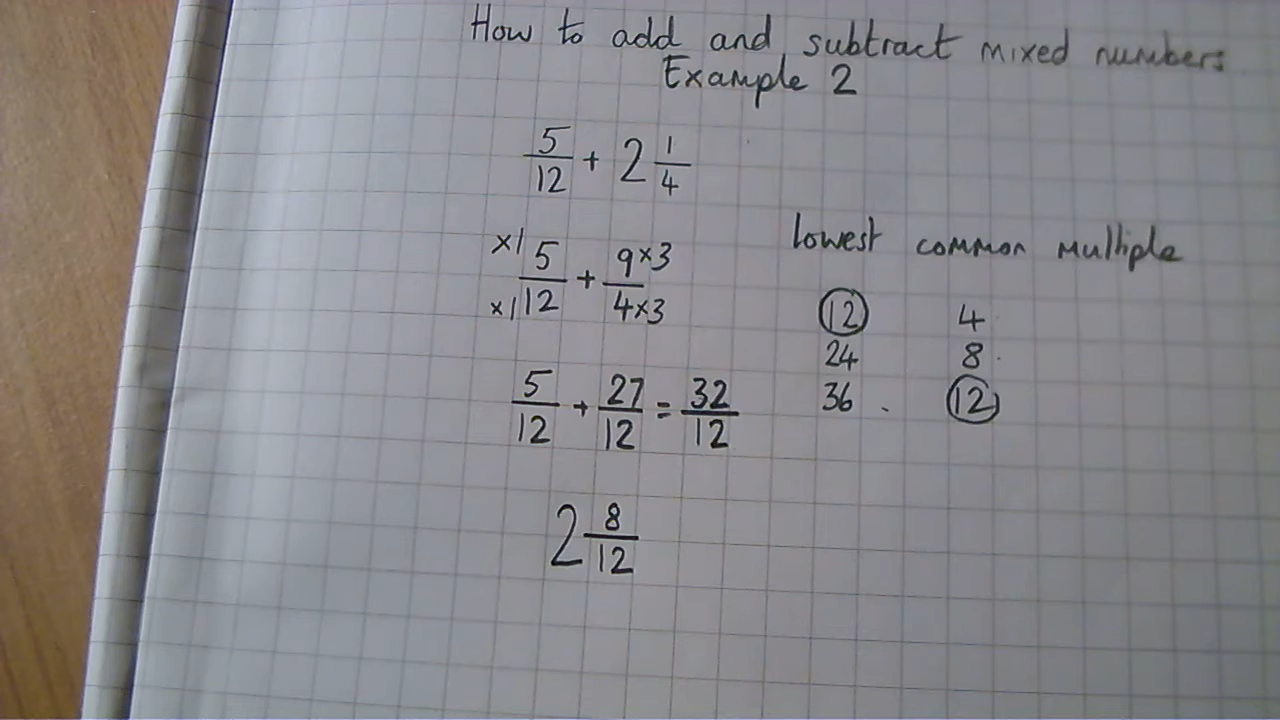 How to add and subtract mixed numbers
Example 2
5/12 + 2 1/4
×1 5/12 ×1 + 9×3/4×3
lowest common multiple
12 4
24 8
36 12
5/12 + 27/12 = 32/12
2 8/12